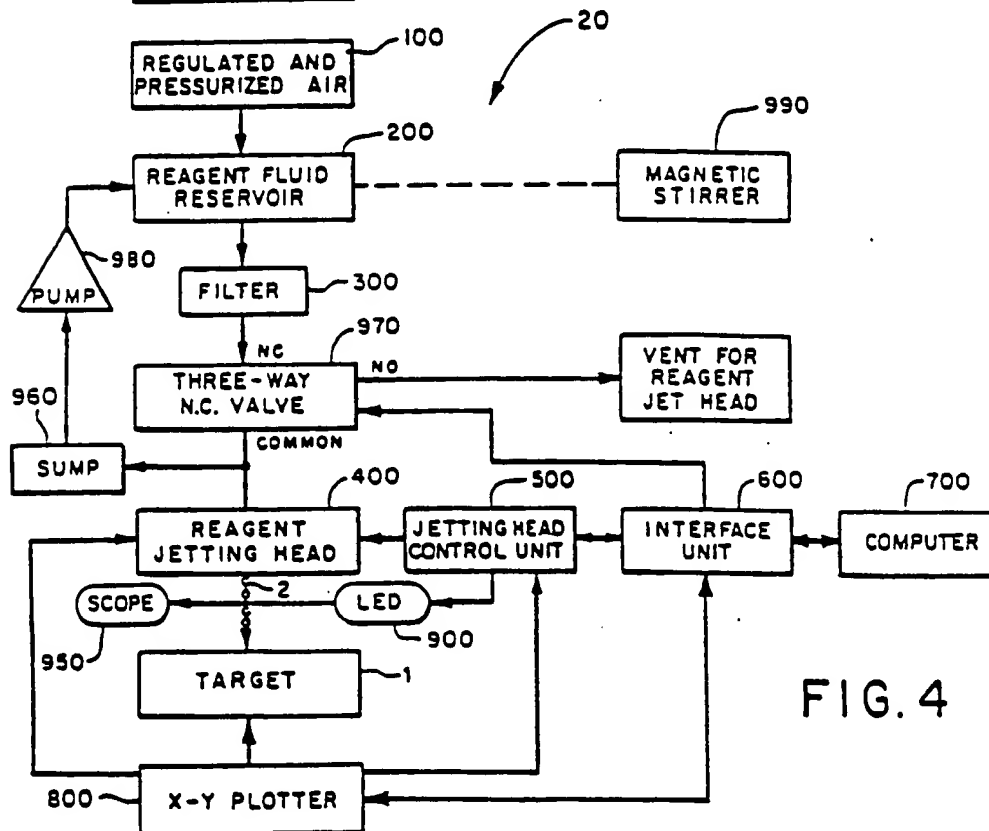 20
100
REGULATED AND
PRESSURIZED AIR
990
200
REAGENT FLUID
RESERVOIR
MAGNETIC
STIRRER
980
PUMP
FILTER
300
970
NC
NO
THREE-WAY
N.C. VALVE
VENT FOR
REAGENT
JET HEAD
960
COMMON
SUMP
400
500
600
700
REAGENT
JETTING HEAD
JETTING HEAD
CONTROL UNIT
INTERFACE
UNIT
COMPUTER
2
SCOPE
LED
950
900
TARGET
1
FIG. 4
800
X-Y PLOTTER